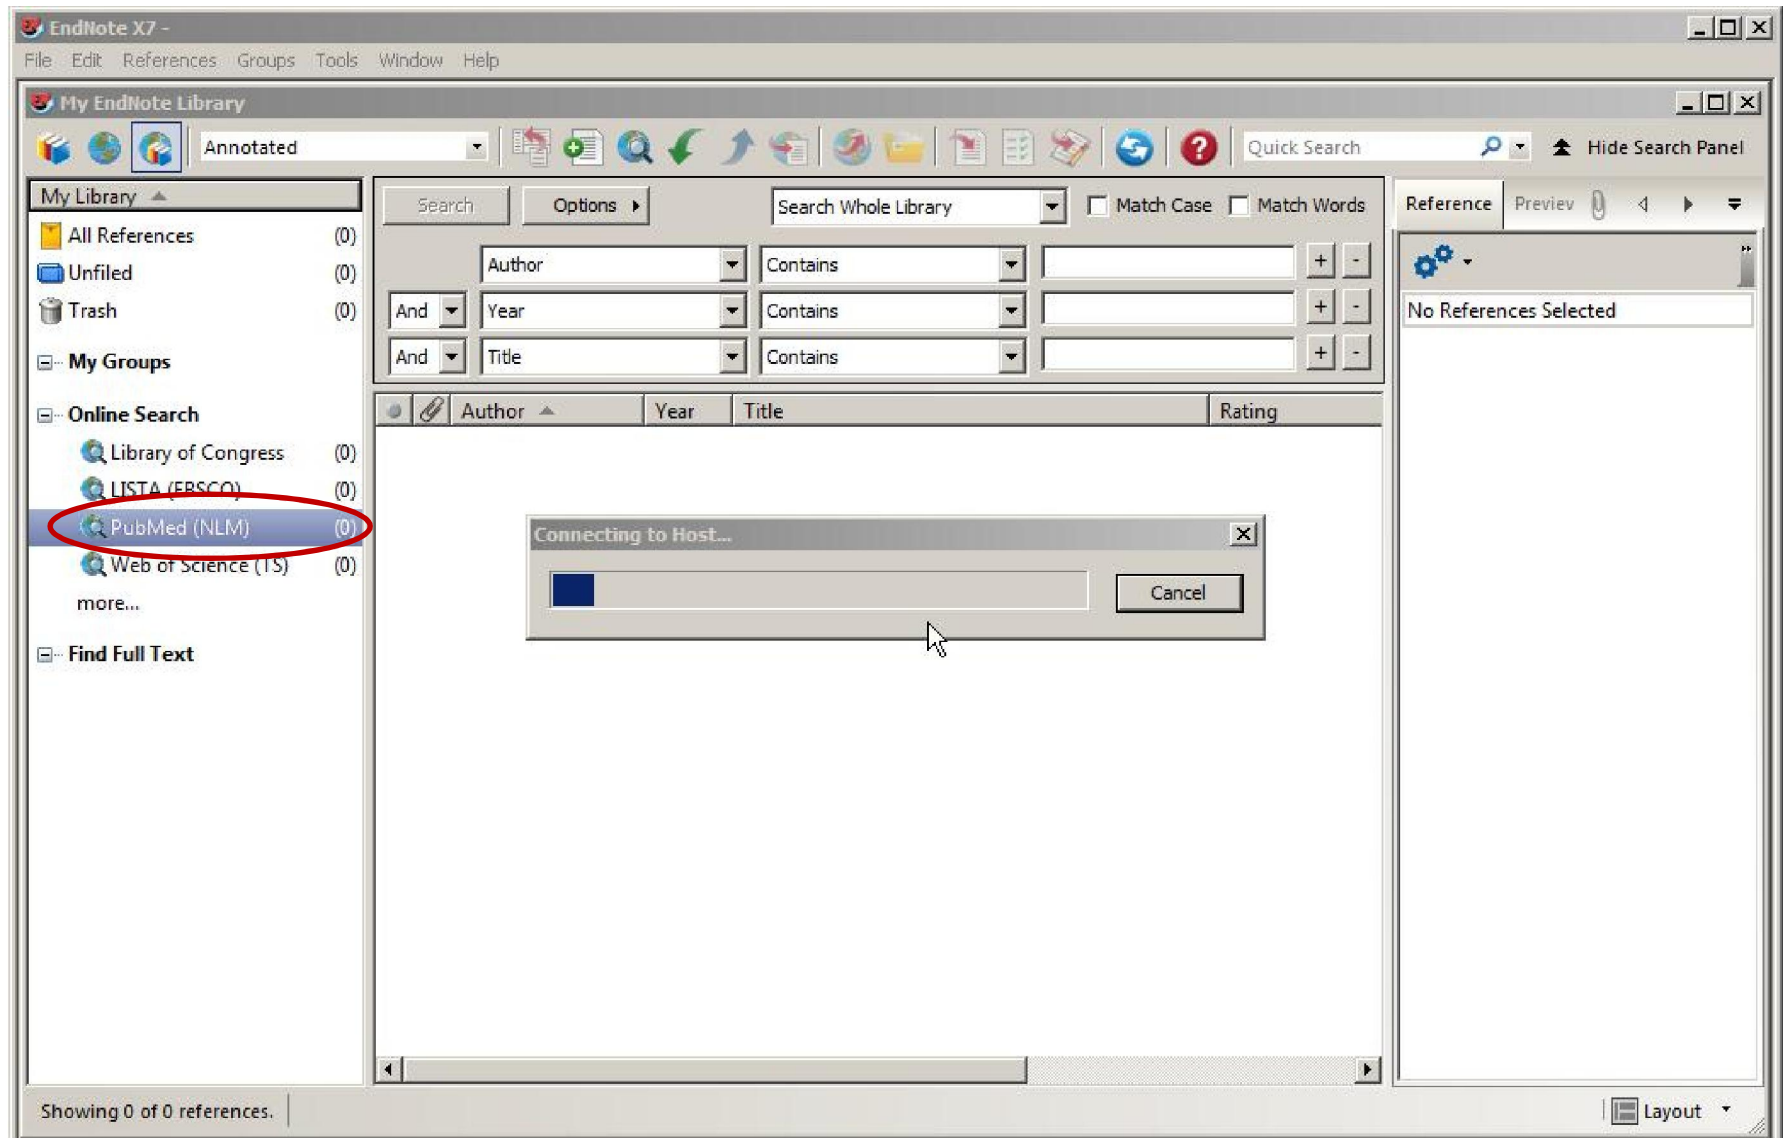 EndNote X7 -
File Edit References Groups Tools Window Help
My EndNote Library
Annotated
Quick Search
Hide Search Panel
My Library
All References (0)
Unfiled (0)
Trash (0)
My Groups
Online Search
Library of Congress (0)
LISTA (EBSCO) (0)
PubMed (NLM) (0)
Web of Science (TS) (0)
more...
Find Full Text
Search Options Search Whole Library Match Case Match Words
Author Contains + -
And Year Contains + -
And Title Contains + -
Author Year Title Rating
Connecting to Host...
Cancel
Reference Previev
No References Selected
Showing 0 of 0 references.
Layout